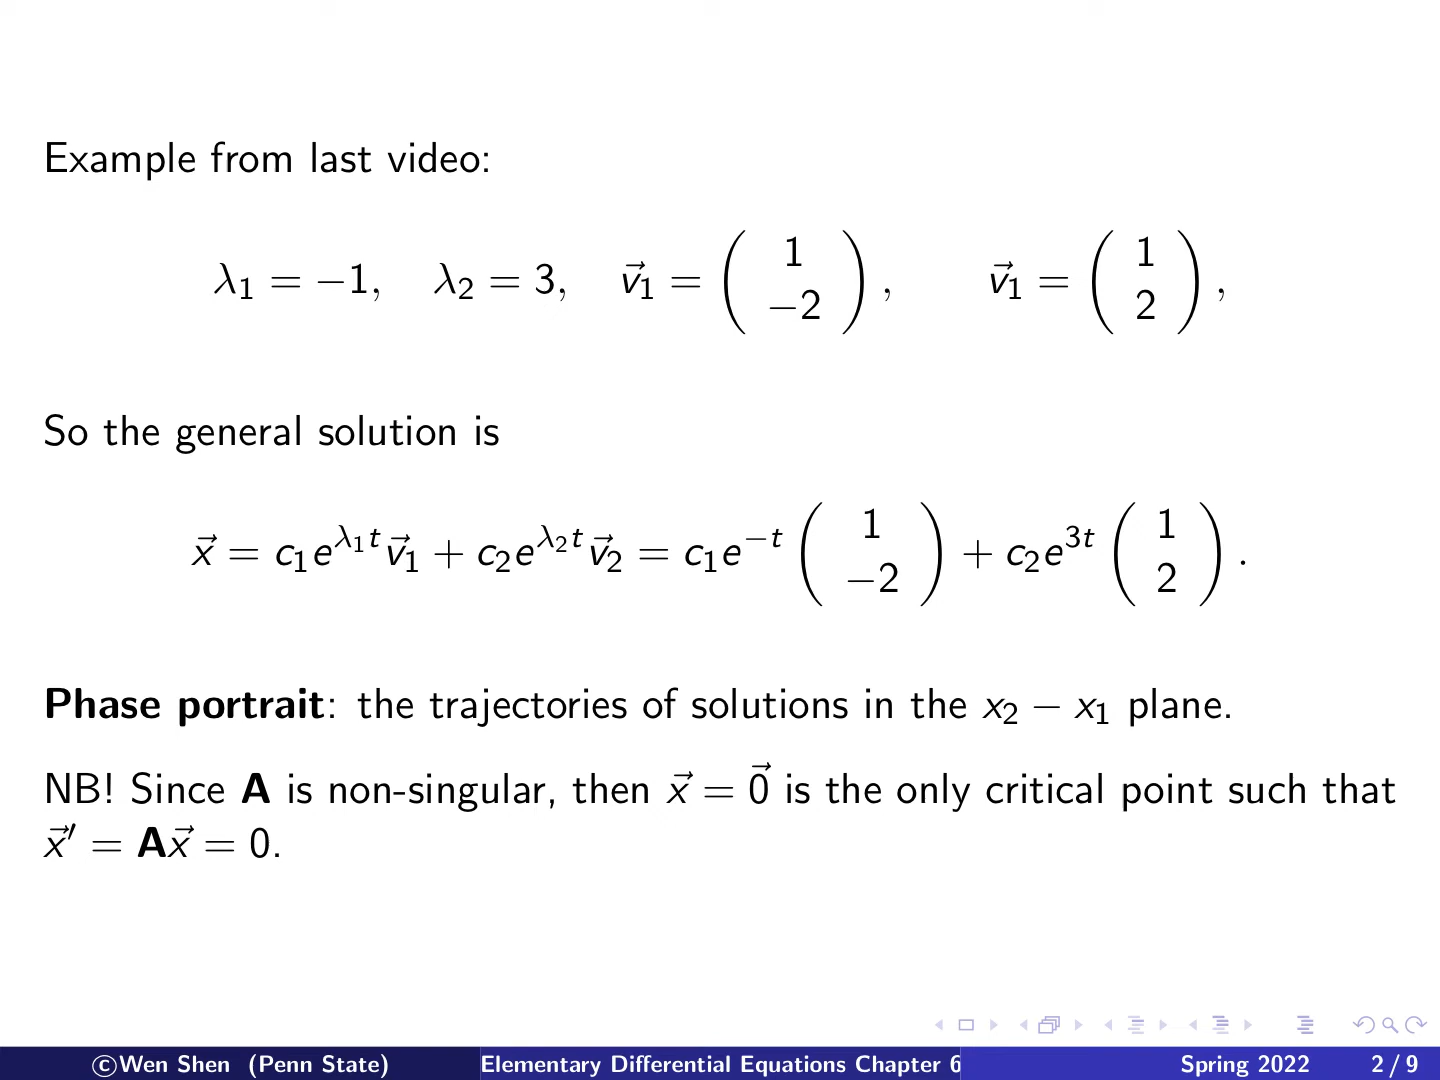 Example from last video:
λ₁ = −1, λ₂ = 3, v⃗₁ = ( 1 −2 ), v⃗₁ = ( 1 2 ),
So the general solution is
x⃗ = c₁e^{λ₁t}v⃗₁ + c₂e^{λ₂t}v⃗₂ = c₁e^{−t} ( 1 −2 ) + c₂e^{3t} ( 1 2 ).
Phase portrait: the trajectories of solutions in the x₂ − x₁ plane.
NB! Since A is non-singular, then x⃗ = 0⃗ is the only critical point such that
x⃗′ = Ax⃗ = 0.
©Wen Shen (Penn State) Elementary Differential Equations Chapter 6 Spring 2022 2 / 9